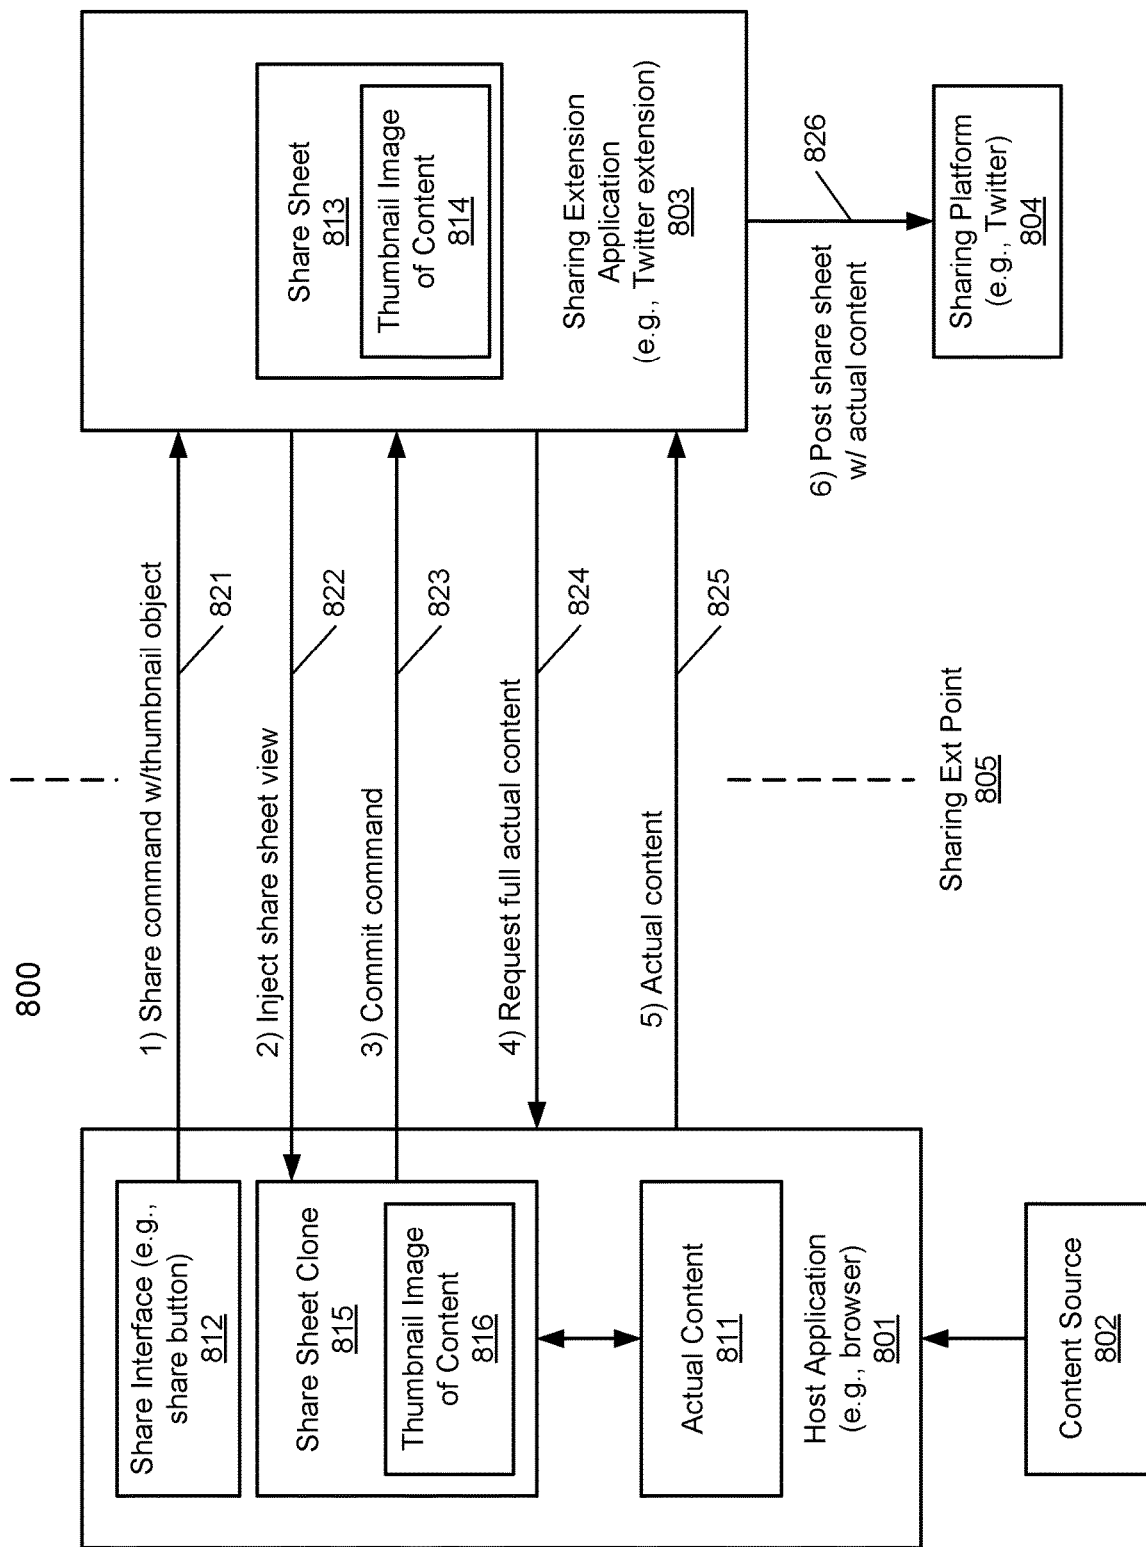 800
Share Interface (e.g.,
share button)
812
Share Sheet Clone
815
Thumbnail Image
of Content
816
Actual Content
811
Host Application
(e.g., browser)
801
Content Source
802
1) Share command w/thumbnail object
821
2) Inject share sheet view
822
3) Commit command
823
4) Request full actual content
824
5) Actual content
825
Sharing Ext Point
805
Share Sheet
813
Thumbnail Image
of Content
814
Sharing Extension
Application
(e.g., Twitter extension)
803
6) Post share sheet
w/ actual content
826
Sharing Platform
(e.g., Twitter)
804